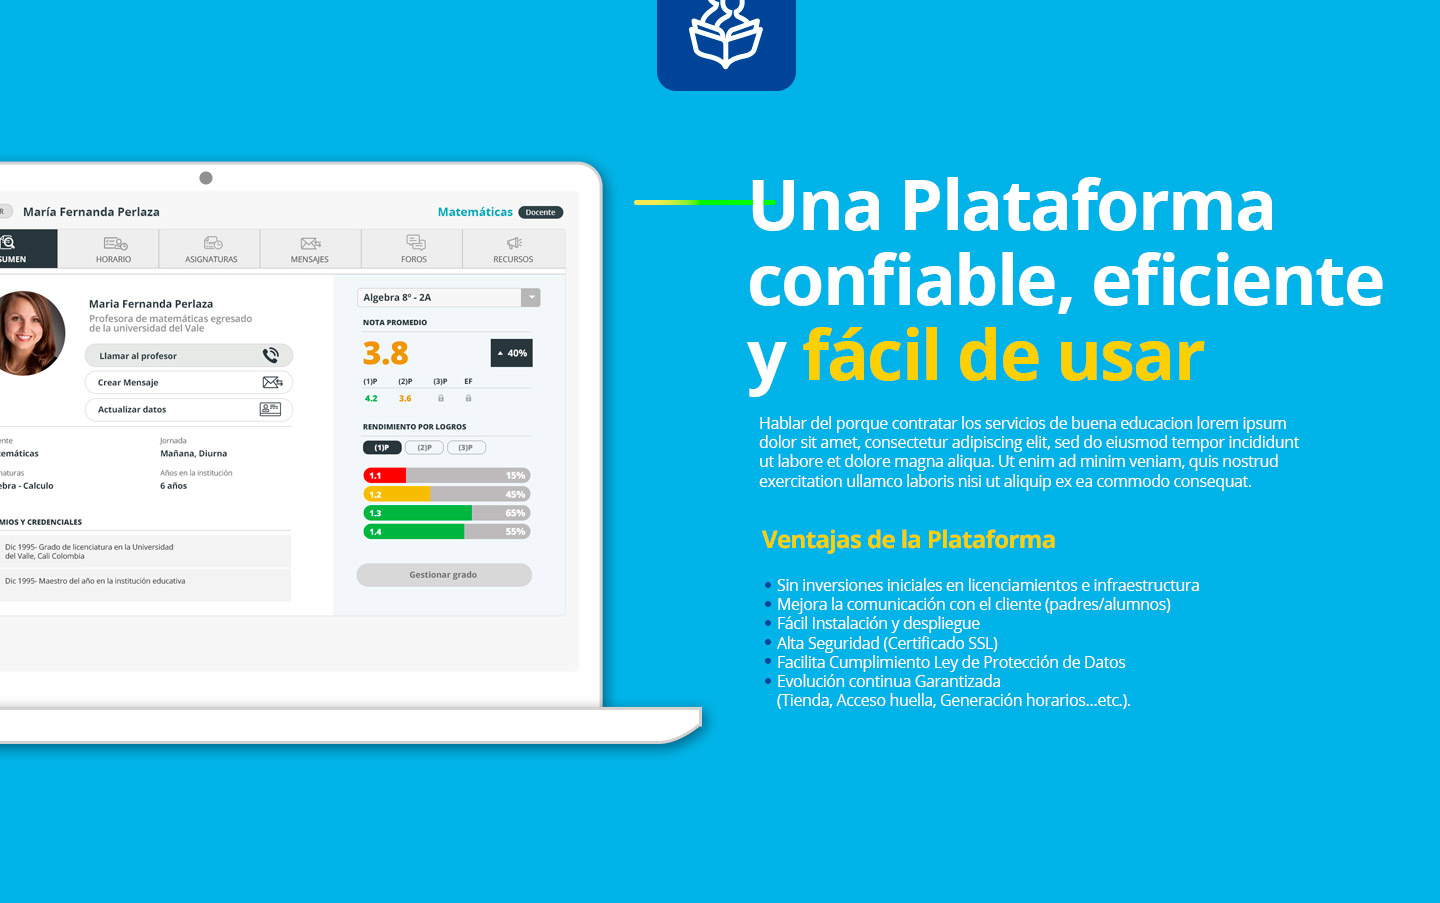 María Fernanda Perlaza
Matemáticas Docente
HORARIO
ASIGNATURAS
MENSAJES
FOROS
RECURSOS
Maria Fernanda Perlaza
Profesora de matemáticas egresado
de la universidad del Vale
Llamar al profesor
Crear Mensaje
Actualizar datos
Jornada
Mañana, Diurna
Años en la institución
6 años
- Calculo
Y CREDENCIALES
Dic 1995- Grado de licenciatura en la Universidad
del Valle, Cali Colombia
Dic 1995- Maestro del año en la institución educativa
Algebra 8º - 2A
NOTA PROMEDIO
3.8
40%
(1)P (2)P (3)P EF
4.2 3.6
RENDIMIENTO POR LOGROS
(1)P (2)P (3)P
1.1 15%
1.2 45%
1.3 65%
1.4 55%
Gestionar grado
Una Plataforma
confiable, eficiente
y fácil de usar
Hablar del porque contratar los servicios de buena educacion lorem ipsum
dolor sit amet, consectetur adipiscing elit, sed do eiusmod tempor incididunt
ut labore et dolore magna aliqua. Ut enim ad minim veniam, quis nostrud
exercitation ullamco laboris nisi ut aliquip ex ea commodo consequat.
Ventajas de la Plataforma
• Sin inversiones iniciales en licenciamientos e infraestructura
• Mejora la comunicación con el cliente (padres/alumnos)
• Fácil Instalación y despliegue
• Alta Seguridad (Certificado SSL)
• Facilita Cumplimiento Ley de Protección de Datos
• Evolución continua Garantizada
(Tienda, Acceso huella, Generación horarios...etc.).